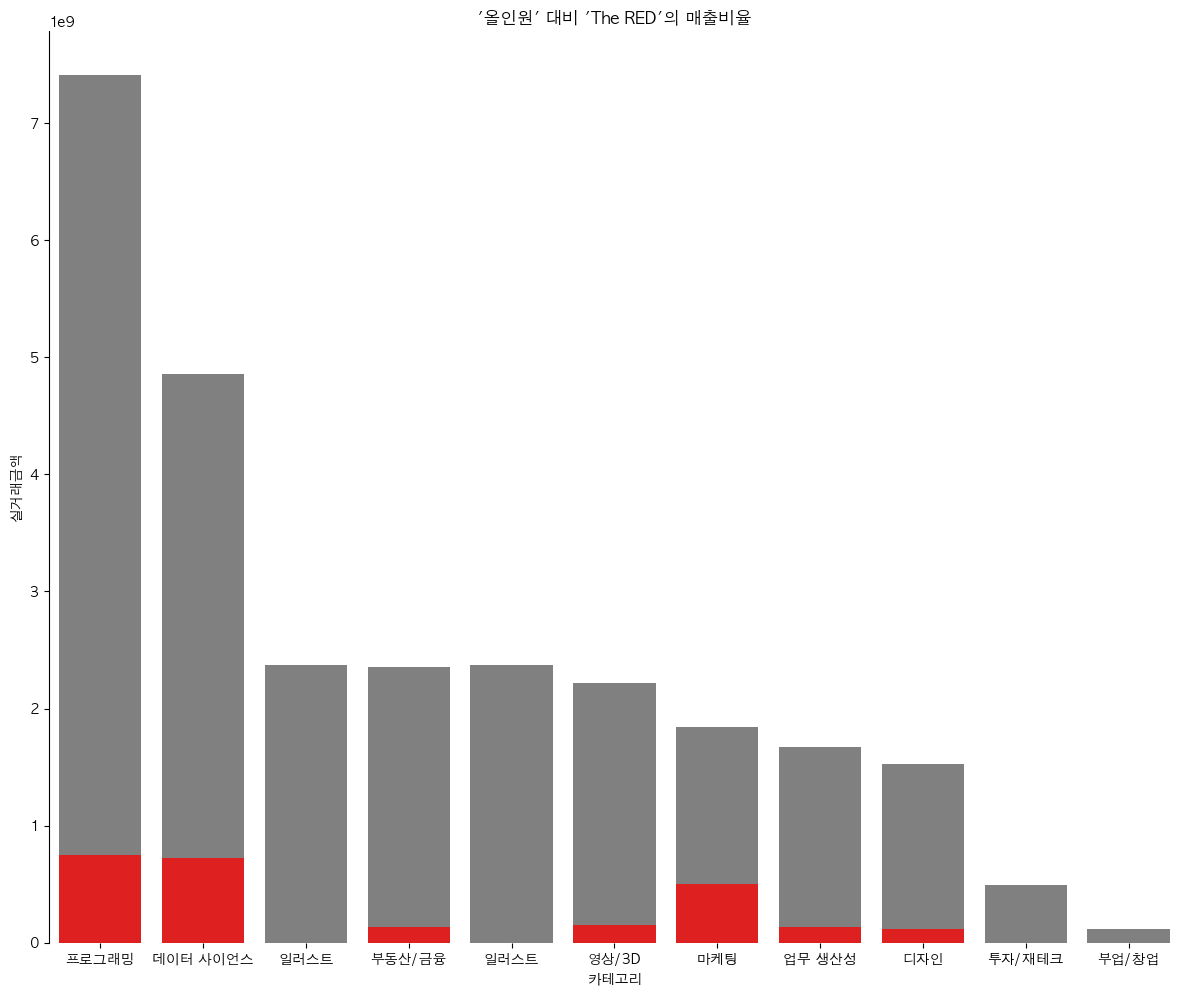 '올인원' 대비 'The RED'의 매출비율
1e9
7
6
5
4
3
2
1
0
실거래금액
프로그래밍 데이터 사이언스 일러스트 부동산/금융 일러스트 영상/3D 마케팅 업무 생산성 디자인 투자/재테크 부업/창업
카테고리